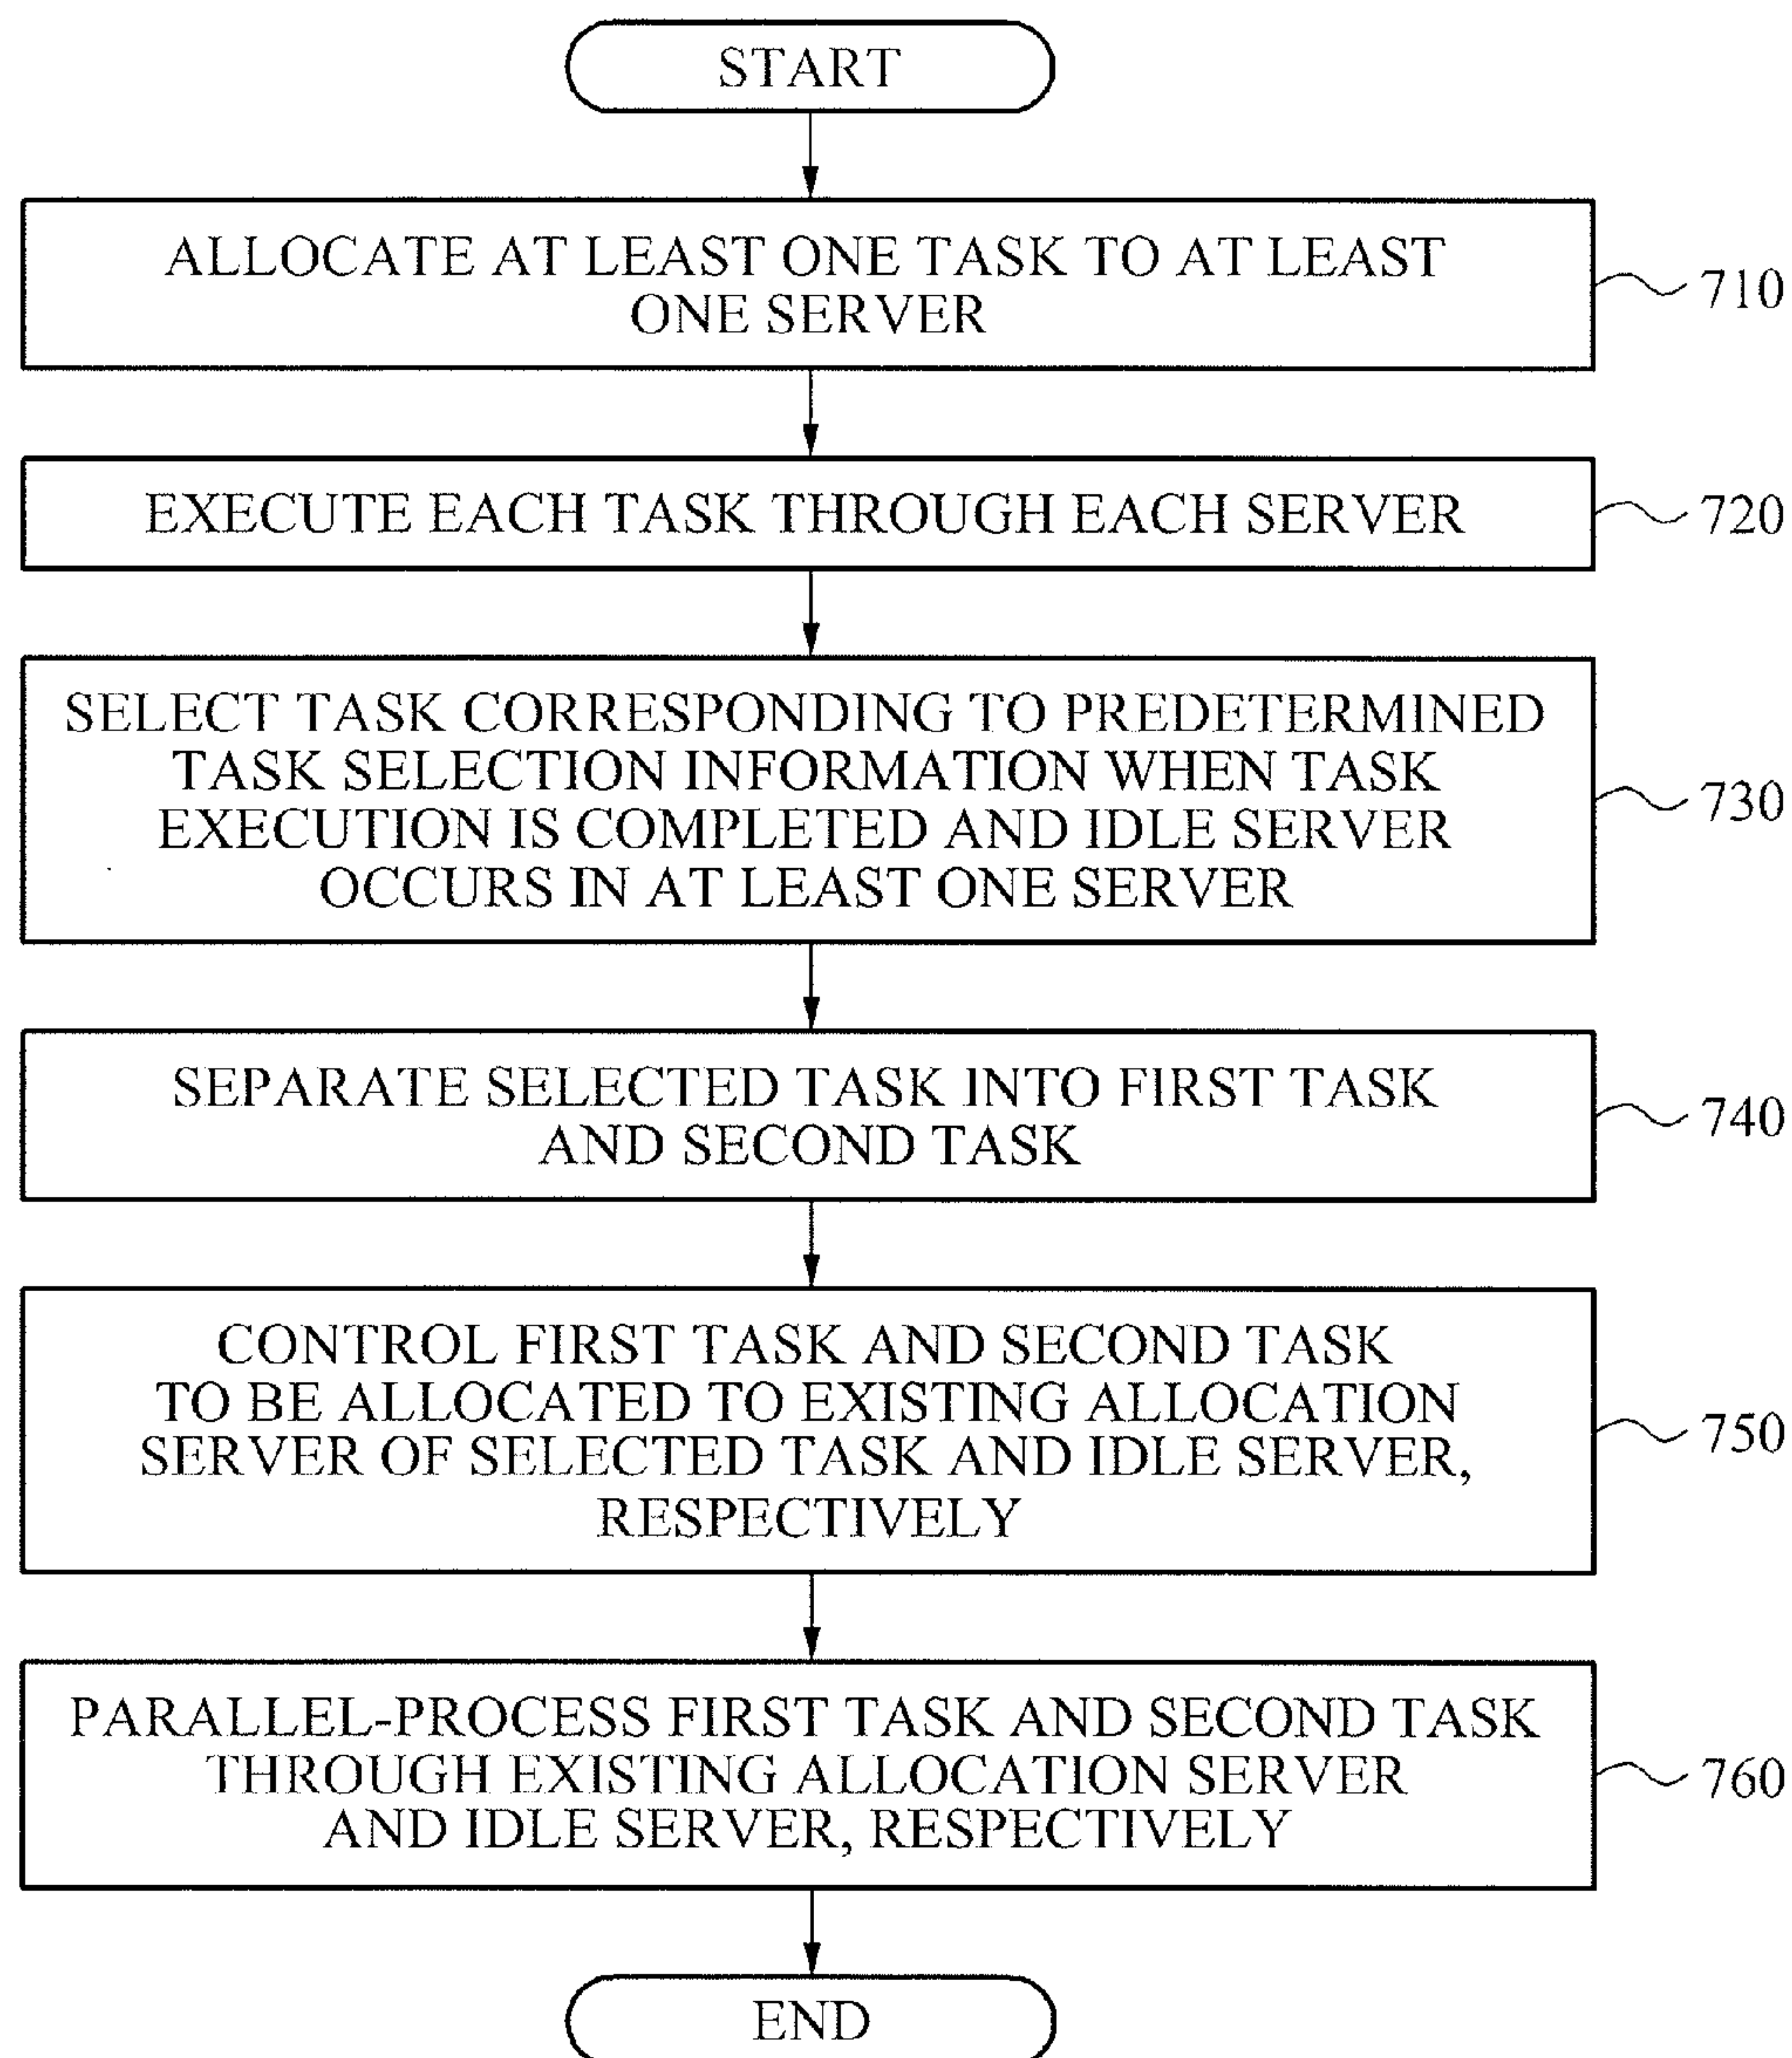 START
ALLOCATE AT LEAST ONE TASK TO AT LEAST
ONE SERVER
710
EXECUTE EACH TASK THROUGH EACH SERVER
720
SELECT TASK CORRESPONDING TO PREDETERMINED
TASK SELECTION INFORMATION WHEN TASK
EXECUTION IS COMPLETED AND IDLE SERVER
OCCURS IN AT LEAST ONE SERVER
730
SEPARATE SELECTED TASK INTO FIRST TASK
AND SECOND TASK
740
CONTROL FIRST TASK AND SECOND TASK
TO BE ALLOCATED TO EXISTING ALLOCATION
SERVER OF SELECTED TASK AND IDLE SERVER,
RESPECTIVELY
750
PARALLEL-PROCESS FIRST TASK AND SECOND TASK
THROUGH EXISTING ALLOCATION SERVER
AND IDLE SERVER, RESPECTIVELY
760
END